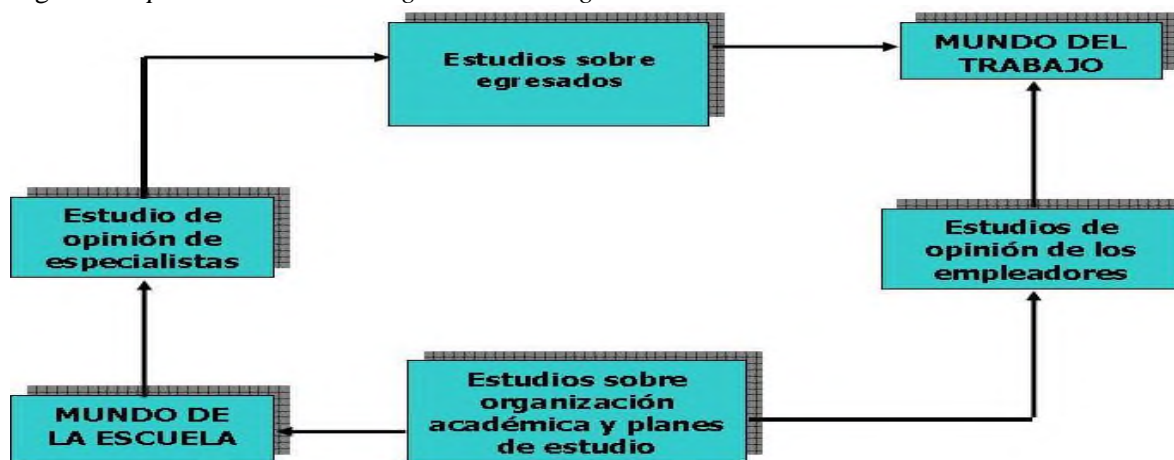 Estudios sobre
egresados
MUNDO DEL
TRABAJO
Estudio de
opinión de
especialistas
Estudios de
opinión de los
empleadores
MUNDO DE
LA ESCUELA
Estudios sobre
organización
académica y planes
de estudio